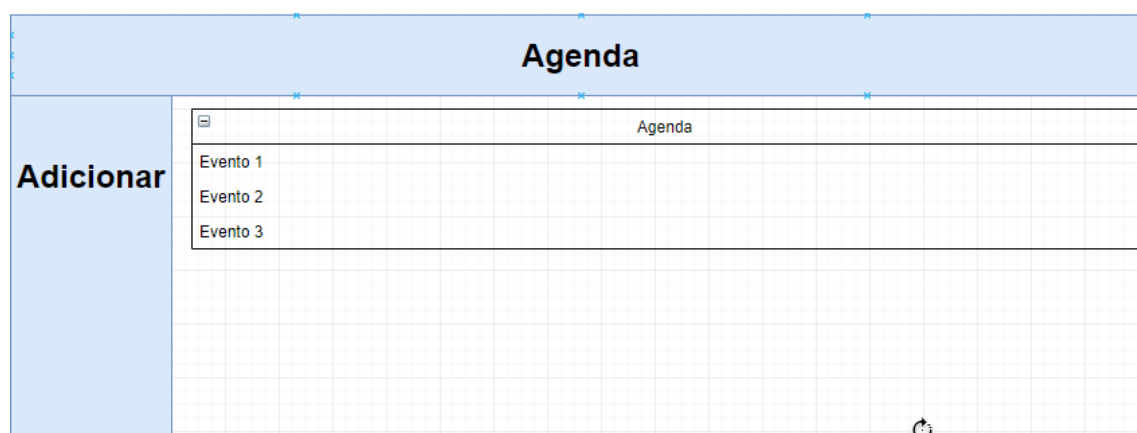 Agenda
Adicionar
Agenda
Evento 1
Evento 2
Evento 3